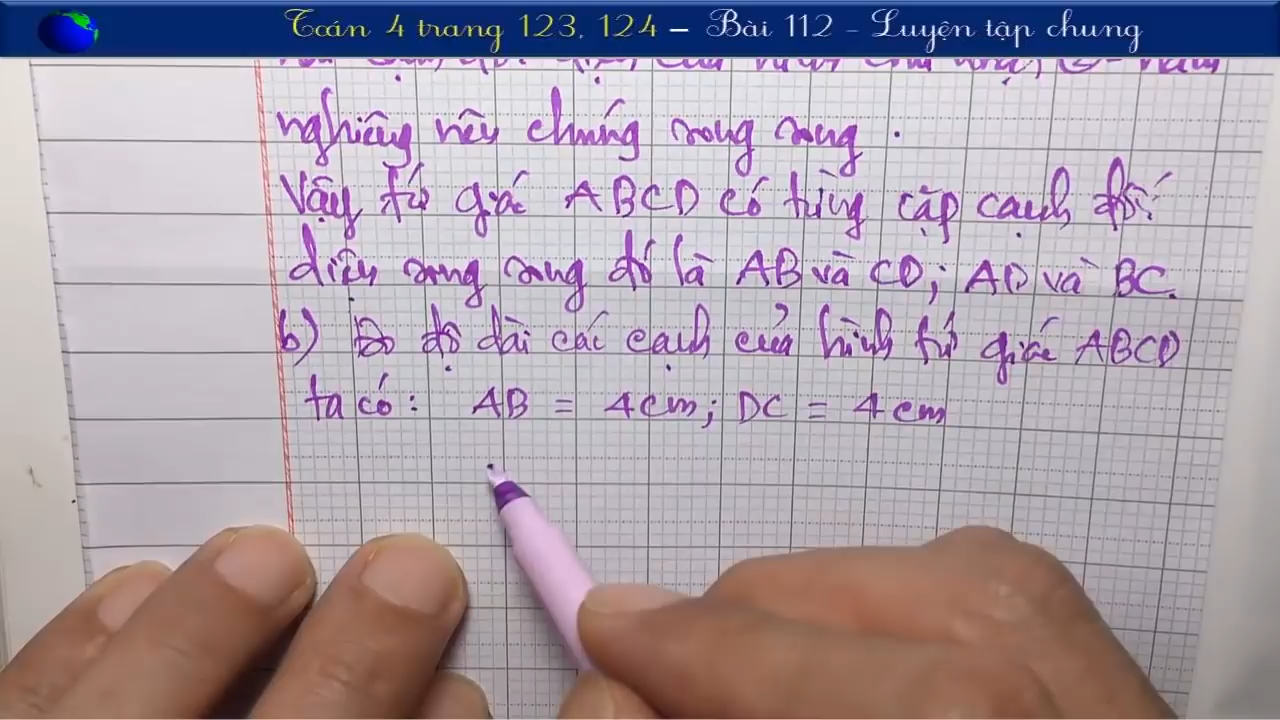 Toán 4 trang 123, 124 – Bài 112 - Luyện tập chung
nghiêng nên chúng song song.
Vậy tứ giác ABCD có từng cặp cạnh đối
diện song song đó là AB và CD; AD và BC.
b) Đo độ dài các cạnh của hình tứ giác ABCD
ta có: AB = 4cm; DC = 4cm